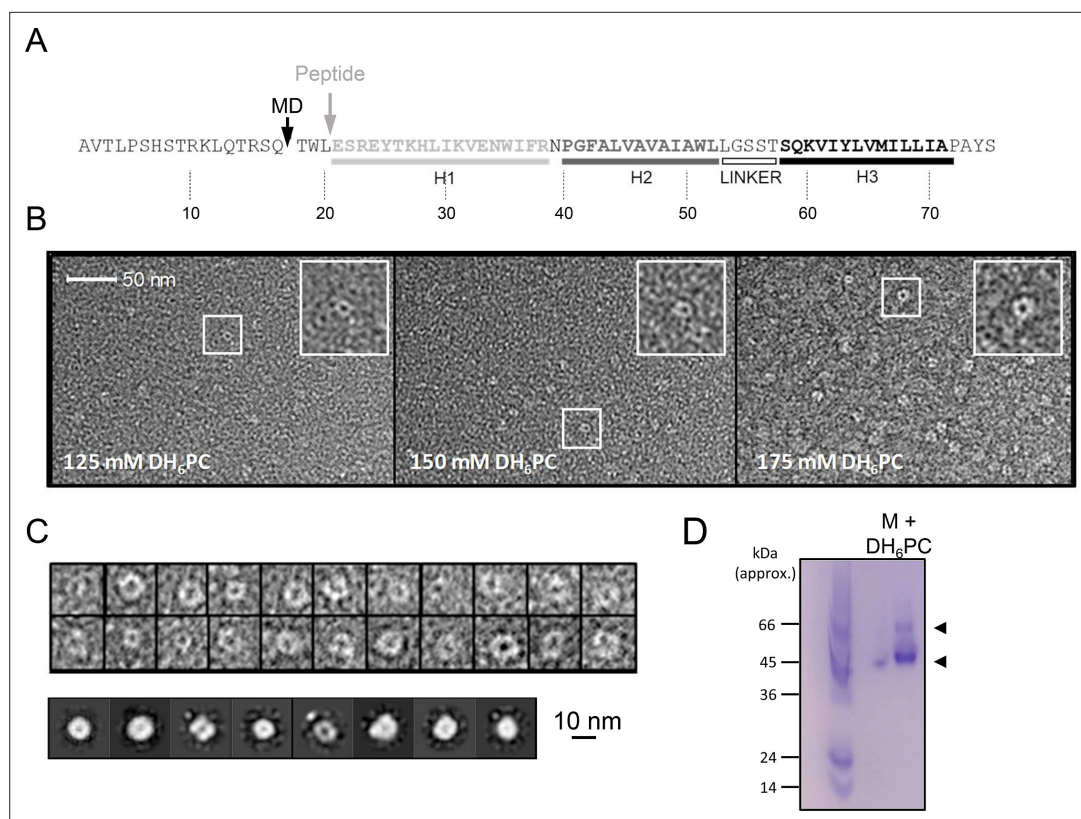 A
Peptide
MD
AVTLPSHSTRKLQTRSQ TWLESREYTKHLIKVENWIFRNPGFALVAVAIAWLLGSSTSQKVIYLVMILLIAPAYS
H1 H2 LINKER H3
10 20 30 40 50 60 70
B
50 nm
125 mM DH₆PC 150 mM DH₆PC 175 mM DH₆PC
C
10 nm
D
M +
DH₆PC
kDa
(approx.)
66
45
36
24
14